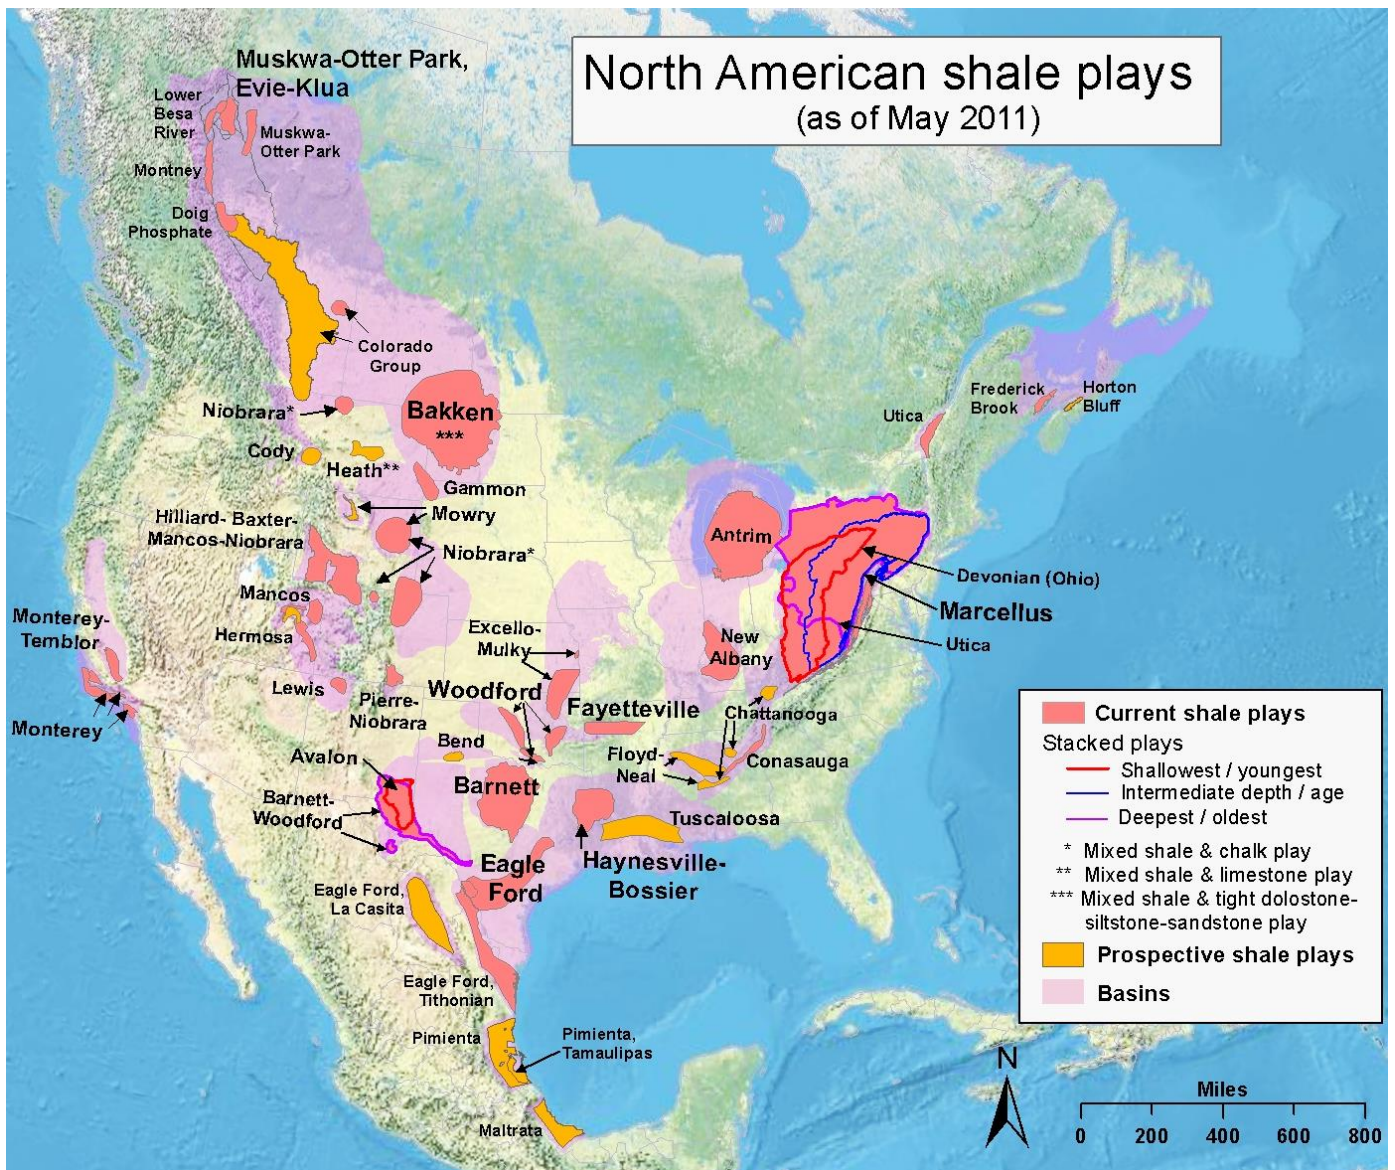 North American shale plays
(as of May 2011)
Muskwa-Otter Park,
Evie-Klua
Lower
Besa
River
Muskwa-
Otter Park
Montney
Doig
Phosphate
Colorado
Group
Niobrara*
Bakken
***
Cody
Heath**
Gammon
Mowry
Hilliard- Baxter-
Mancos-Niobrara
Niobrara*
Mancos
Hermosa
Monterey-
Temblor
Monterey
Lewis
Pierre-
Niobrara
Excello-
Mulky
Woodford
Fayetteville
Bend
Avalon
Barnett-
Woodford
Barnett
Eagle
Ford
Haynesville-
Bossier
Tuscaloosa
Floyd-
Neal
Chattanooga
Conasauga
New
Albany
Antrim
Devonian (Ohio)
Marcellus
Utica
Utica
Frederick
Brook
Horton
Bluff
Eagle Ford,
La Casita
Eagle Ford,
Tithonian
Pimienta
Pimienta,
Tamaulipas
Maltrata
Current shale plays
Stacked plays
Shallowest / youngest
Intermediate depth / age
Deepest / oldest
* Mixed shale & chalk play
** Mixed shale & limestone play
*** Mixed shale & tight dolostone-
siltstone-sandstone play
Prospective shale plays
Basins
N
Miles
0 200 400 600 800